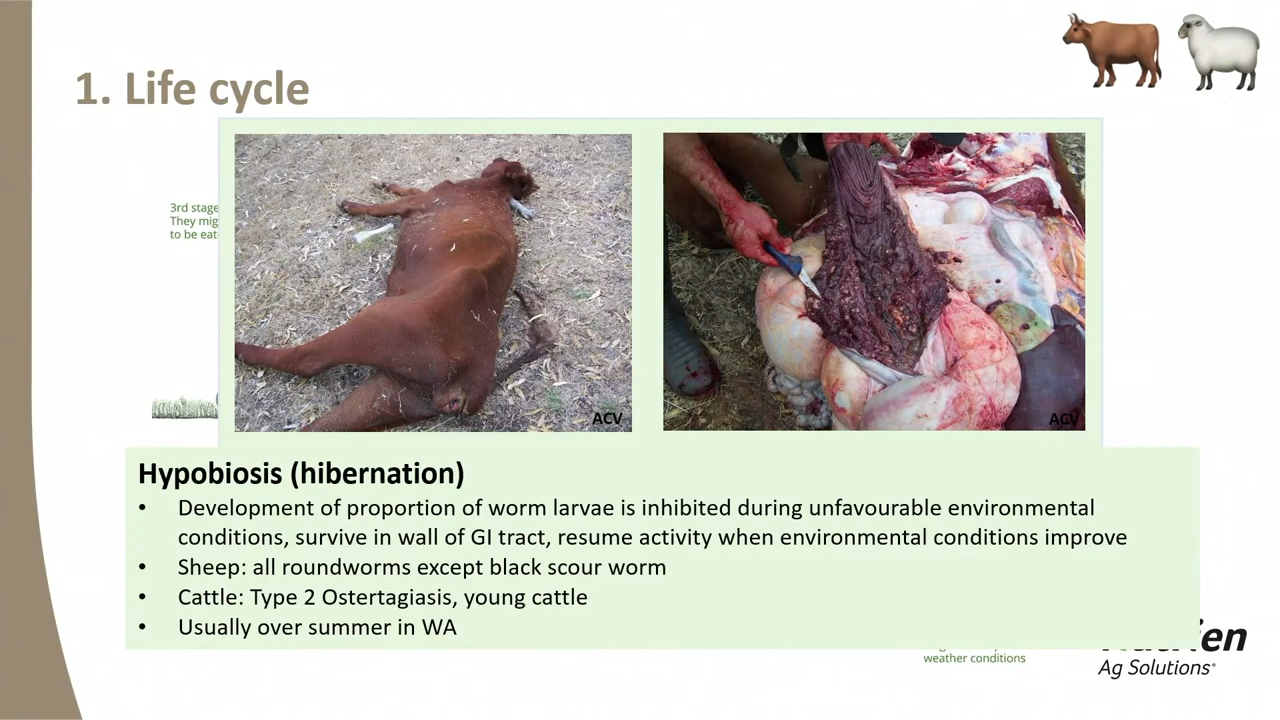 1. Life cycle
3rd stage
They mig
to be eat
ACV
ACV
Hypobiosis (hibernation)
• Development of proportion of worm larvae is inhibited during unfavourable environmental
conditions, survive in wall of GI tract, resume activity when environmental conditions improve
• Sheep: all roundworms except black scour worm
• Cattle: Type 2 Ostertagiasis, young cattle
• Usually over summer in WA
weather conditions
Ag Solutions